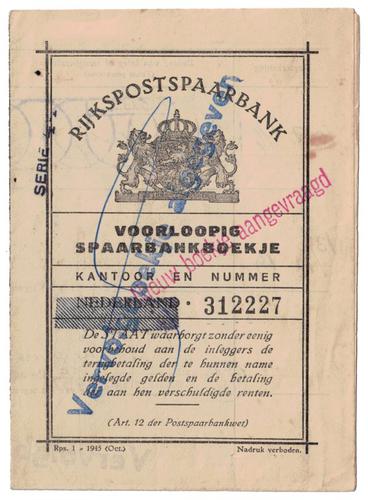 RIJKSPOSTSPAARBANK
SERIE
VOORLOOPIG
SPAARBANKBOEKJE
KANTOOR EN NUMMER
NEDERLAND · 312227
De STAAT waarborgt zonder eenig
voorbehoud aan de inleggers de
terugbetaling der te hunnen name
ingelegde gelden en de betaling
der aan hen verschuldigde renten.
(Art. 12 der Postspaarbankwet)
Rps. 1 - 1945 (Oct.)
Nadruk verboden.
Nieuw boekje aangevraagd